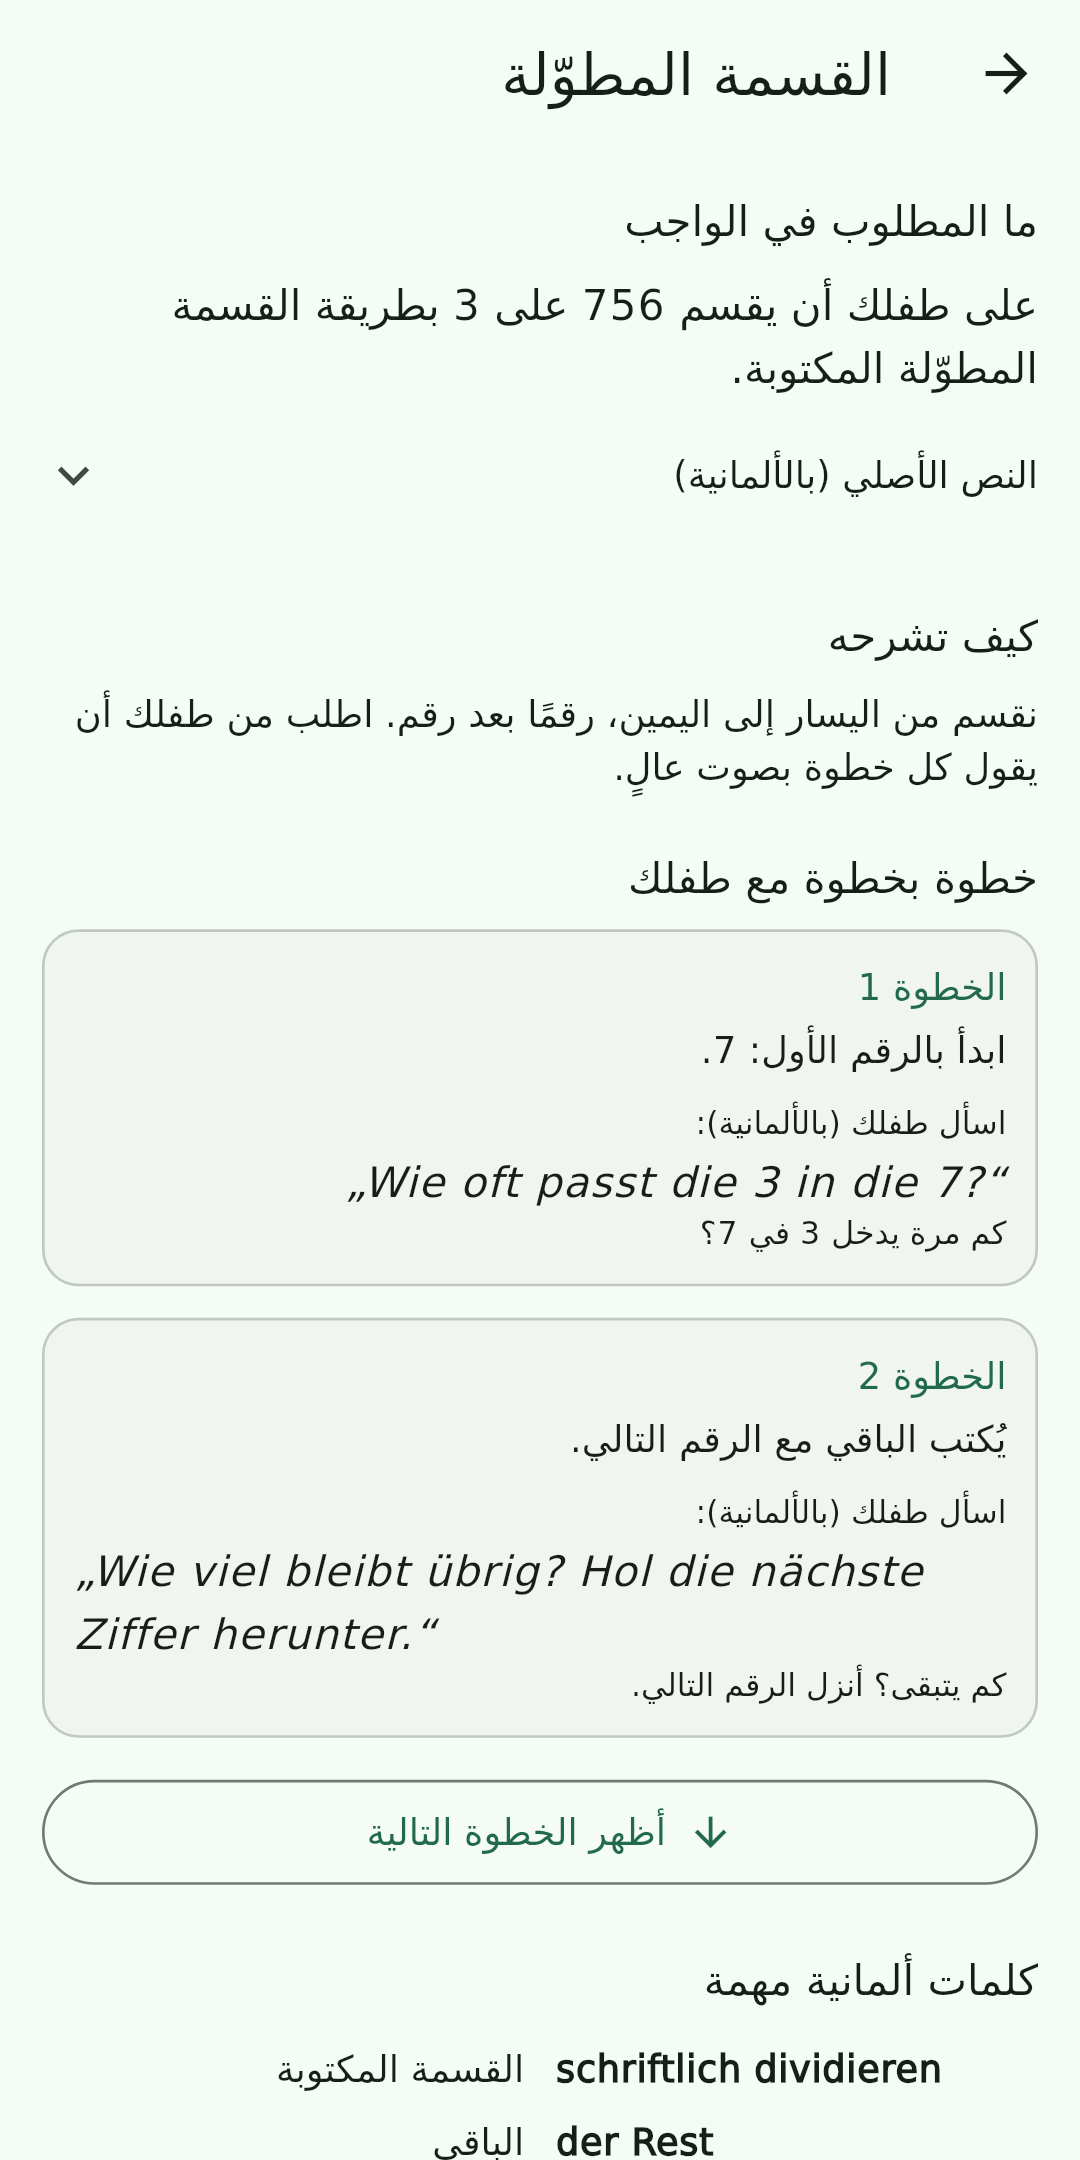 القسمة المطوّلة
ما المطلوب في الواجب
على طفلك أن يقسم 756 على 3 بطريقة القسمة
المطوّلة المكتوبة.
النص الأصلي (بالألمانية)
كيف تشرحه
نقسم من اليسار إلى اليمين، رقمًا بعد رقم. اطلب من طفلك أن
يقول كل خطوة بصوت عالٍ.
خطوة بخطوة مع طفلك
الخطوة 1
ابدأ بالرقم الأول: 7.
اسأل طفلك (بالألمانية):
„Wie oft passt die 3 in die 7?“
كم مرة يدخل 3 في 7؟
الخطوة 2
يُكتب الباقي مع الرقم التالي.
اسأل طفلك (بالألمانية):
„Wie viel bleibt übrig? Hol die nächste
Ziffer herunter.“
كم يتبقى؟ أنزل الرقم التالي.
أظهر الخطوة التالية
كلمات ألمانية مهمة
schriftlich dividieren القسمة المكتوبة
der Rest الباقي